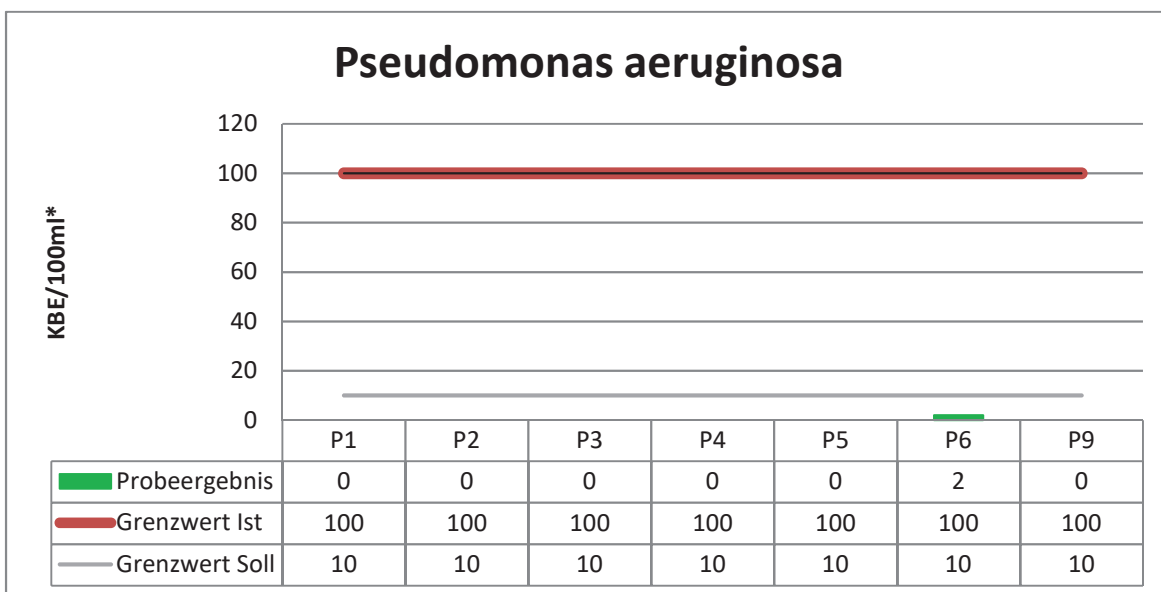 Pseudomonas aeruginosa
KBE/100ml*
120
100
80
60
40
20
0
P1 P2 P3 P4 P5 P6 P9
Probeergebnis 0 0 0 0 0 2 0
Grenzwert Ist 100 100 100 100 100 100 100
Grenzwert Soll 10 10 10 10 10 10 10